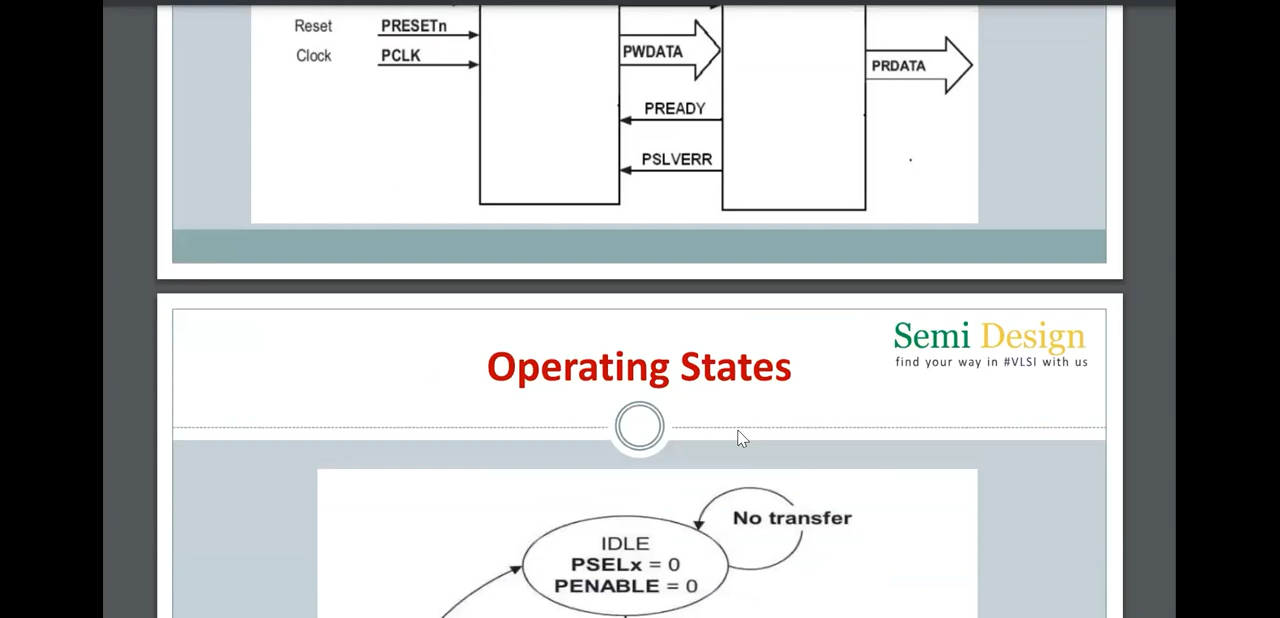 Reset PRESETn
Clock PCLK
PWDATA
PRDATA
PREADY
PSLVERR
Semi Design
find your way in #VLSI with us
Operating States
No transfer
IDLE
PSELx = 0
PENABLE = 0